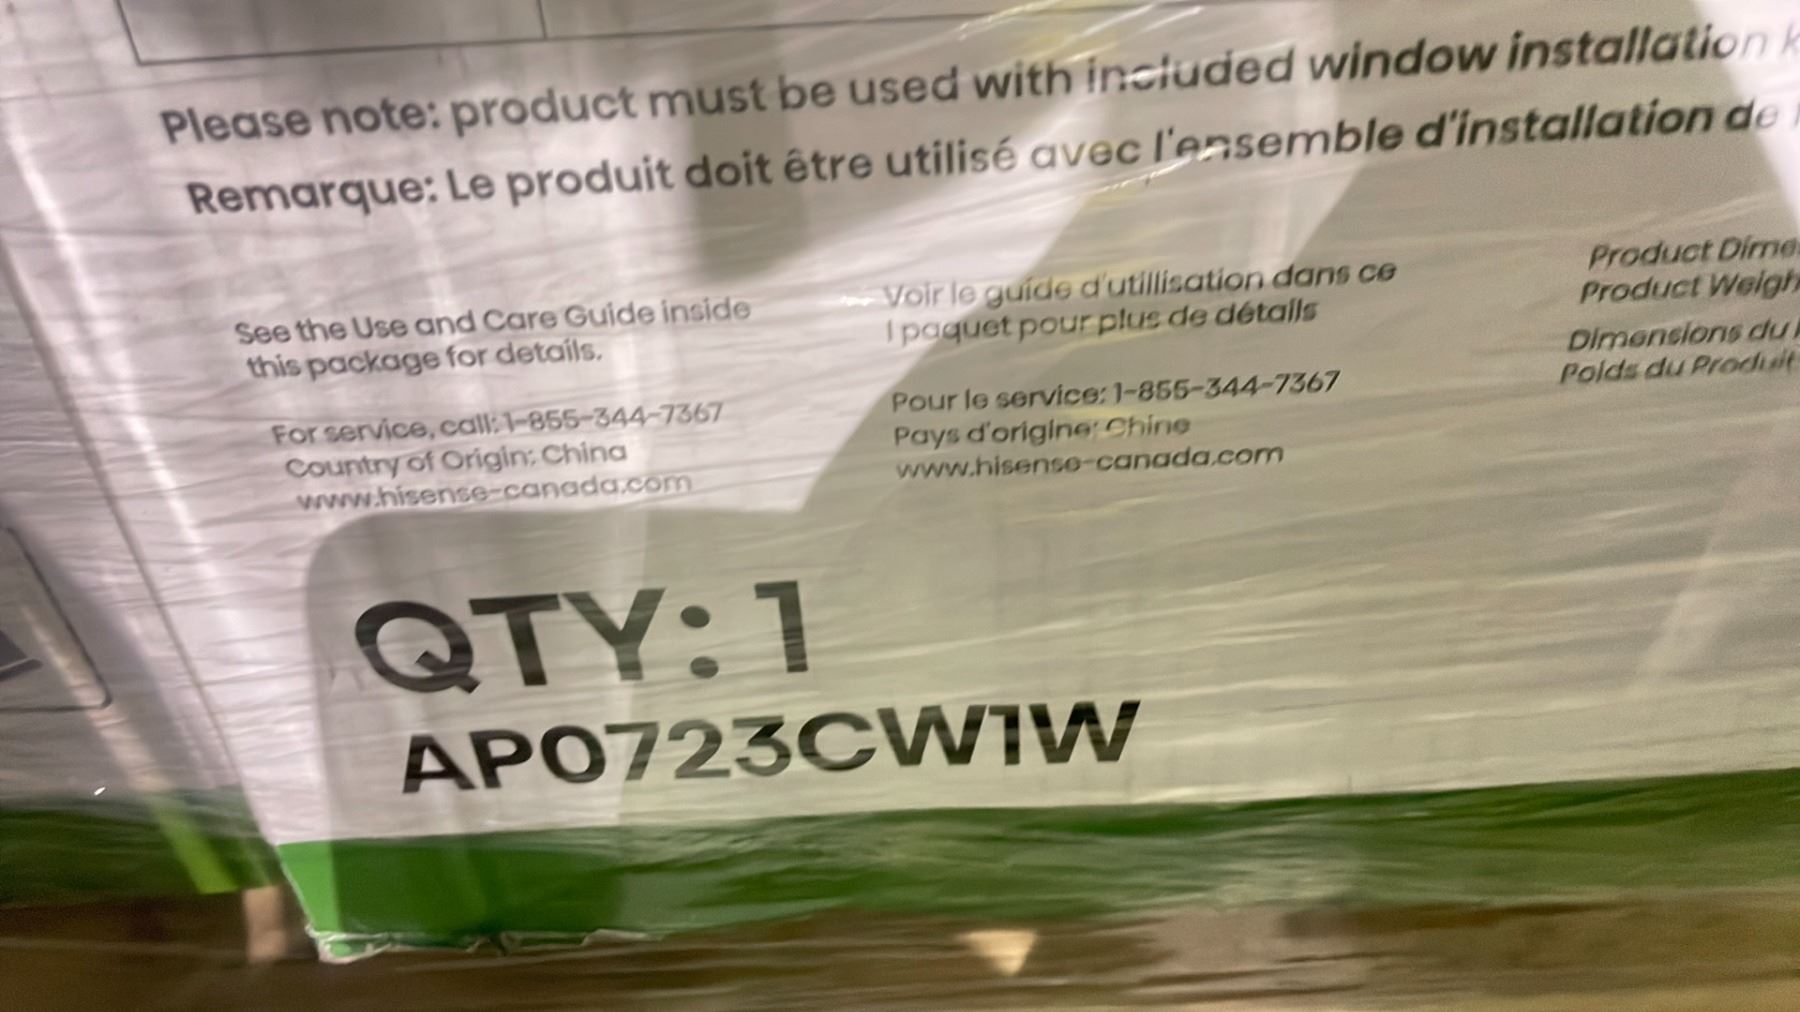 Please note: product must be used with included window installation
Remarque: Le produit doit être utilisé avec l'ensemble d'installation de
See the Use and Care Guide inside
this package for details.
For service, call: 1-855-344-7367
Country of Origin: China
www.hisense-canada.com
Voir le guide d'utillisation dans ce
l paquet pour plus de détails
Pour le service: 1-855-344-7367
Pays d'origine: Chine
www.hisense-canada.com
Product
Product
Dimensions du
Poids du Produit
QTY: 1
AP0723CW1W